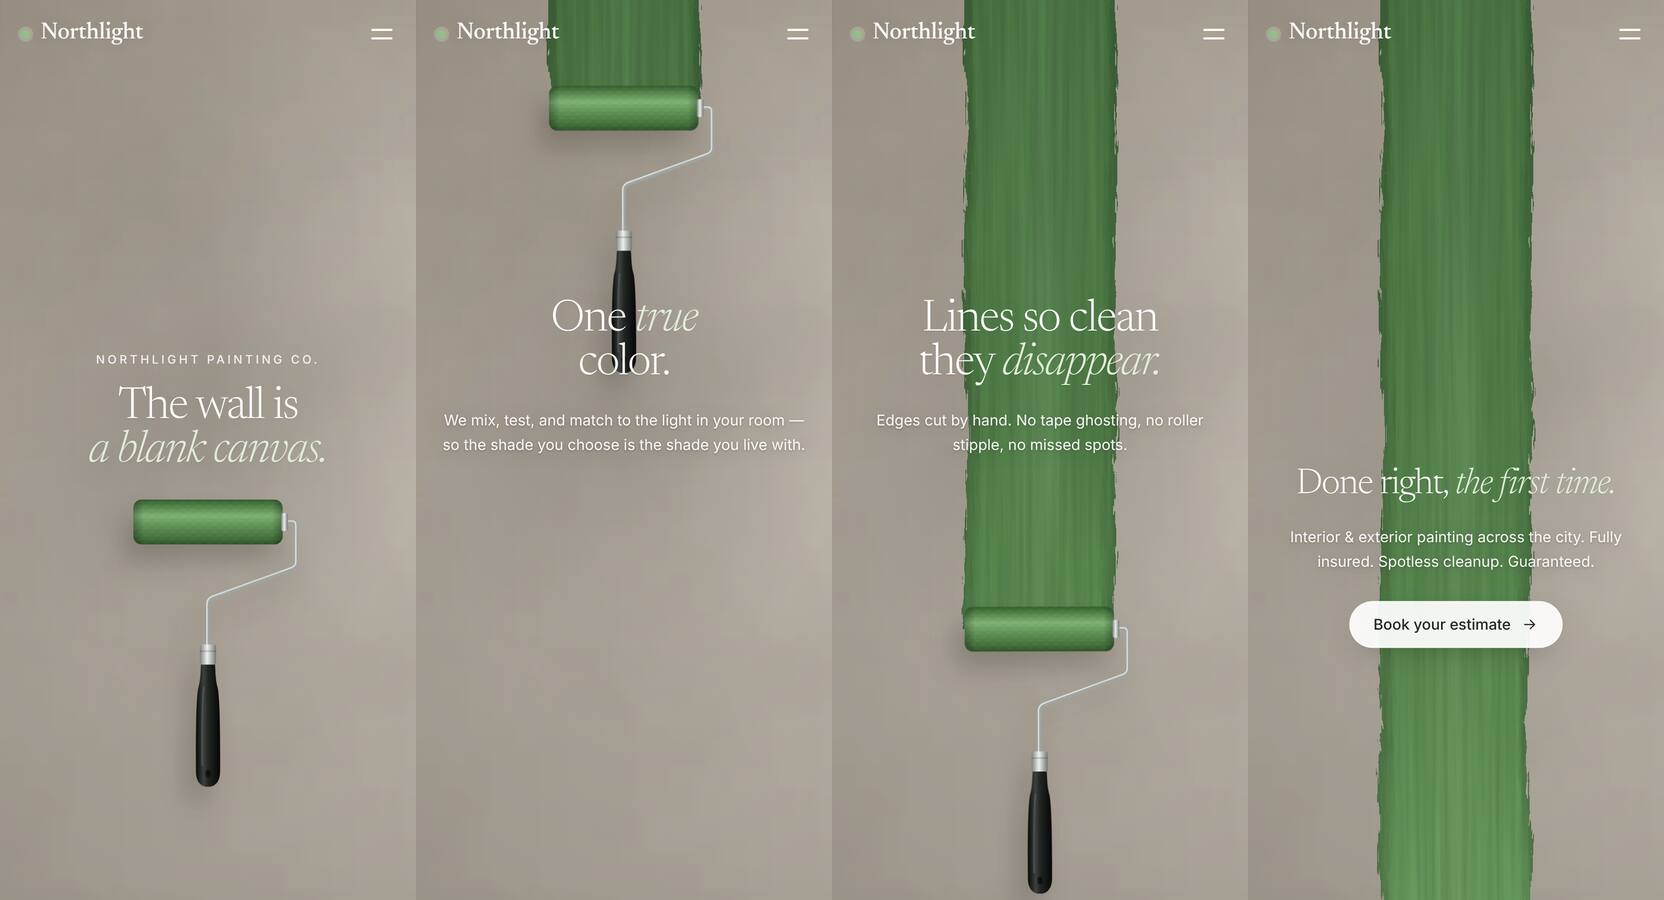 Northlight
NORTHLIGHT PAINTING CO.
The wall is
a blank canvas.
Northlight
One true
color.
We mix, test, and match to the light in your room —
so the shade you choose is the shade you live with.
Northlight
Lines so clean
they disappear.
Edges cut by hand. No tape ghosting, no roller
stipple, no missed spots.
Northlight
Done right, the first time.
Interior & exterior painting across the city. Fully
insured. Spotless cleanup. Guaranteed.
Book your estimate →